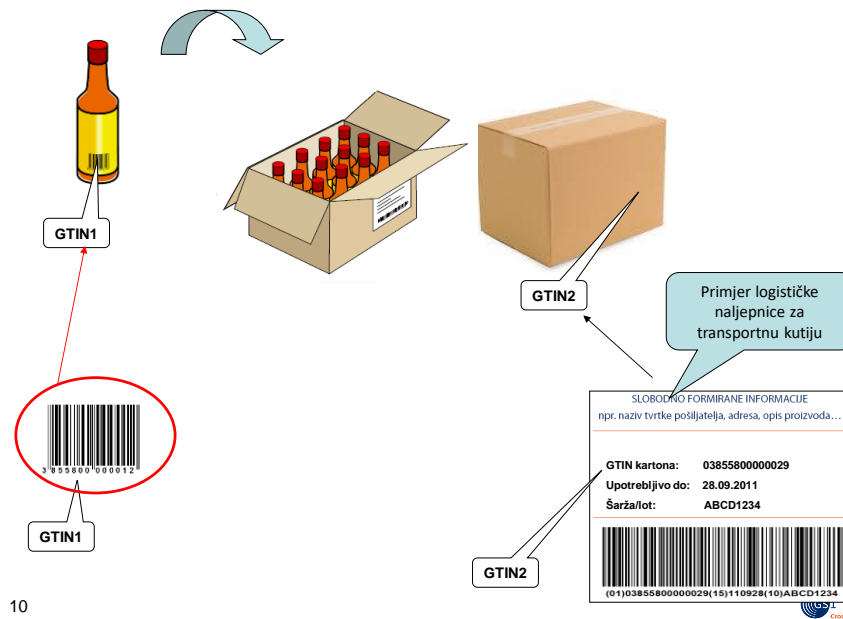 GTIN1
GTIN2
Primjer logističke
naljepnice za
transportnu kutiju
3 855800 000012
GTIN1
SLOBODNO FORMIRANE INFORMACIJE
npr. naziv tvrtke pošiljatelja, adresa, opis proizvoda…
GTIN kartona: 03855800000029
Upotrebljivo do: 28.09.2011
Šarža/lot: ABCD1234
GTIN2
(01)03855800000029(15)110928(10)ABCD1234
10
GS1